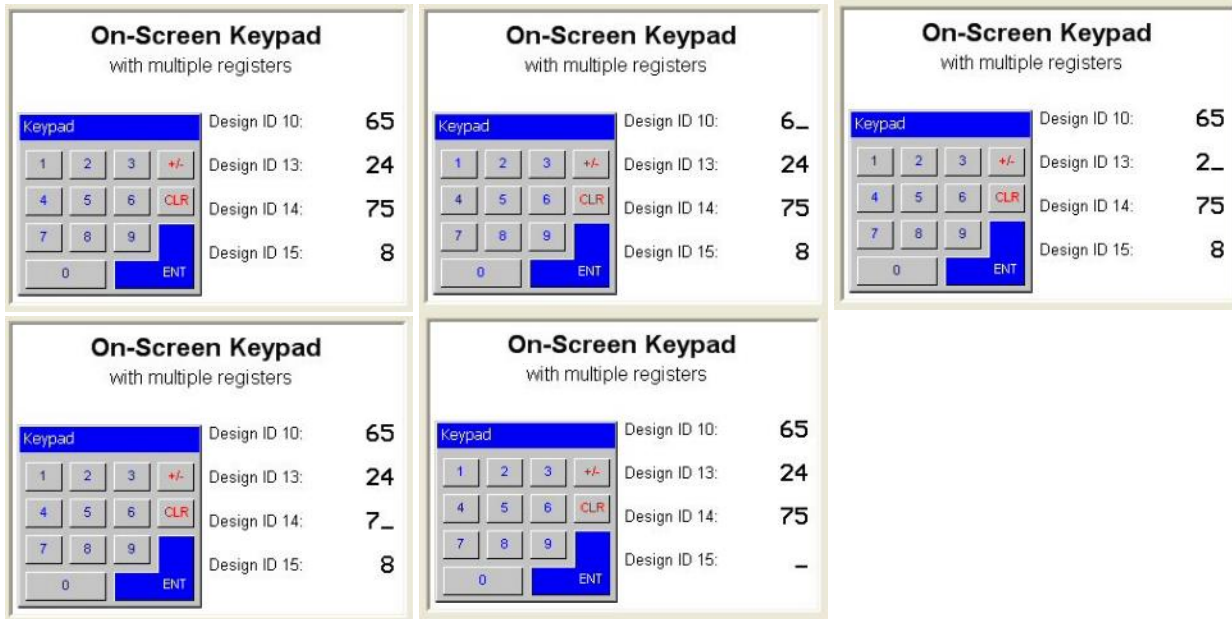 On-Screen Keypad
with multiple registers
Keypad
Design ID 10: 65
1 2 3 +/-
Design ID 13: 24
4 5 6 CLR
Design ID 14: 75
7 8 9
Design ID 15: 8
0 ENT
On-Screen Keypad
with multiple registers
Keypad
Design ID 10: 6_
1 2 3 +/-
Design ID 13: 24
4 5 6 CLR
Design ID 14: 75
7 8 9
Design ID 15: 8
0 ENT
On-Screen Keypad
with multiple registers
Keypad
Design ID 10: 65
1 2 3 +/-
Design ID 13: 2_
4 5 6 CLR
Design ID 14: 75
7 8 9
Design ID 15: 8
0 ENT
On-Screen Keypad
with multiple registers
Keypad
Design ID 10: 65
1 2 3 +/-
Design ID 13: 24
4 5 6 CLR
Design ID 14: 7_
7 8 9
Design ID 15: 8
0 ENT
On-Screen Keypad
with multiple registers
Keypad
Design ID 10: 65
1 2 3 +/-
Design ID 13: 24
4 5 6 CLR
Design ID 14: 75
7 8 9
Design ID 15: _
0 ENT